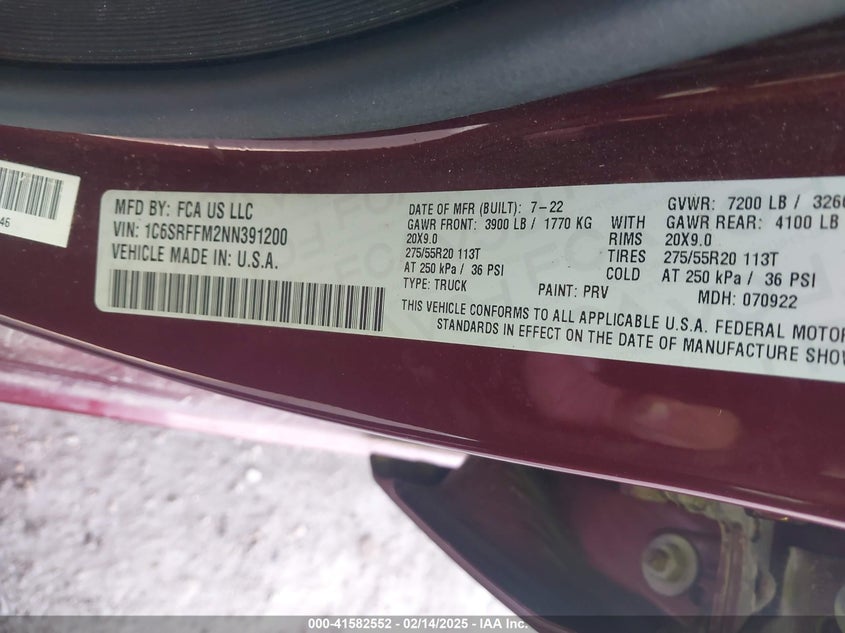 46
MFD BY: FCA US LLC
VIN: 1C6SRFFM2NN391200
VEHICLE MADE IN U.S.A.
DATE OF MFR (BUILT): 7-22 GVWR: 7200 LB / 3266
GAWR FRONT: 3900 LB / 1770 KG WITH GAWR REAR: 4100 LB
20X9.0 RIMS 20X9.0
275/55R20 113T TIRES 275/55R20 113T
AT 250 kPa / 36 PSI COLD AT 250 kPa / 36 PSI
TYPE: TRUCK PAINT: PRV MDH: 070922
THIS VEHICLE CONFORMS TO ALL APPLICABLE U.S.A. FEDERAL MOTOR
STANDARDS IN EFFECT ON THE DATE OF MANUFACTURE SHOW
000-41582552 - 02/14/2025 - IAA Inc.